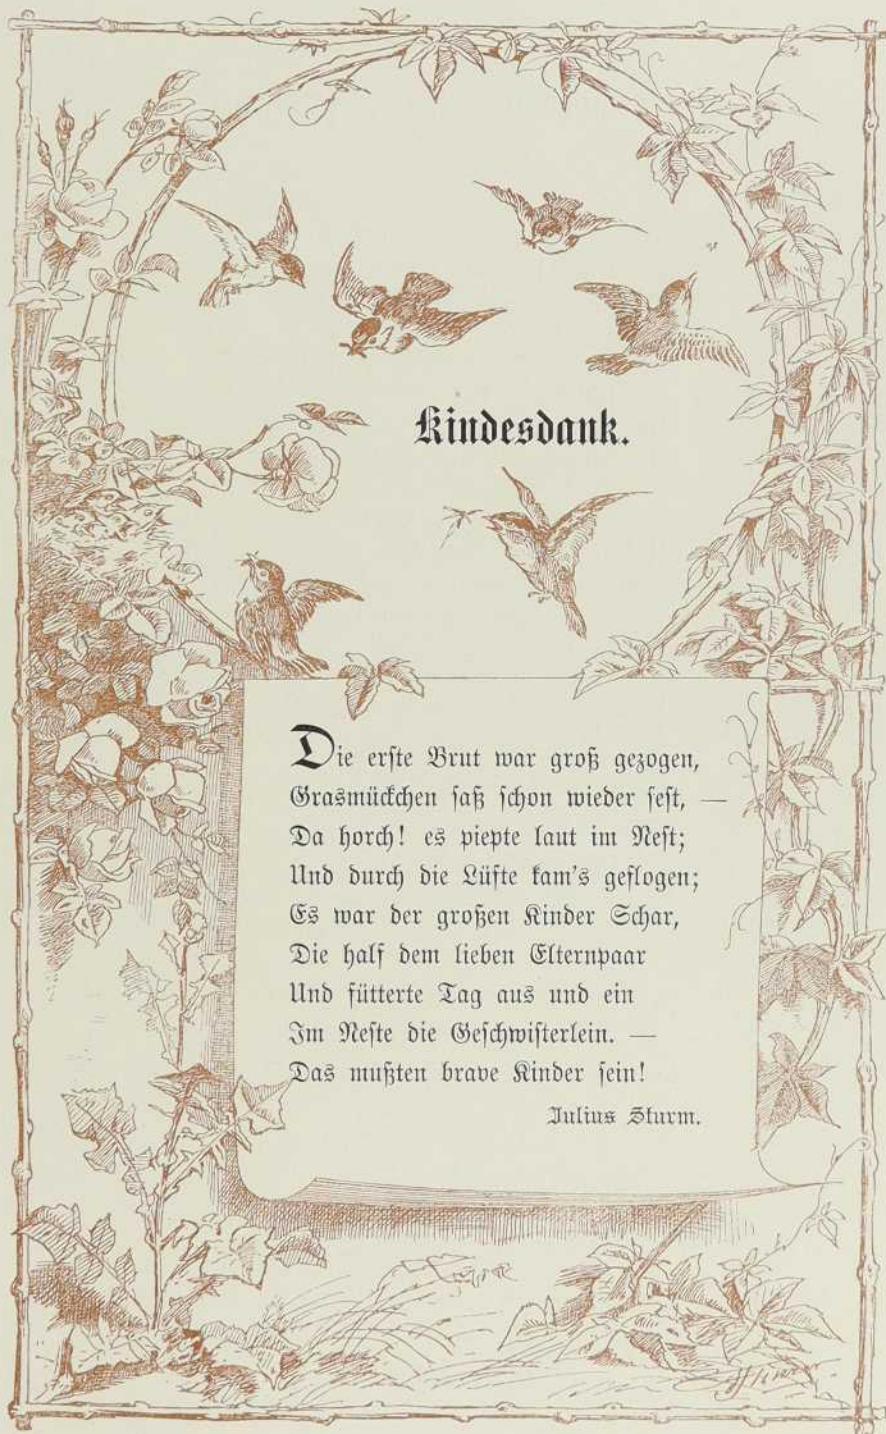 Kindesdank.
Die erste Brut war groß gezogen,
Grasmückchen saß schon wieder fest, —
Da horch! es piepte laut im Nest;
Und durch die Lüfte kam's geflogen;
Es war der großen Kinder Schar,
Die half dem lieben Elternpaar
Und fütterte Tag aus und ein
Im Neste die Geschwisterlein. —
Das mußten brave Kinder sein!
Julius Sturm.